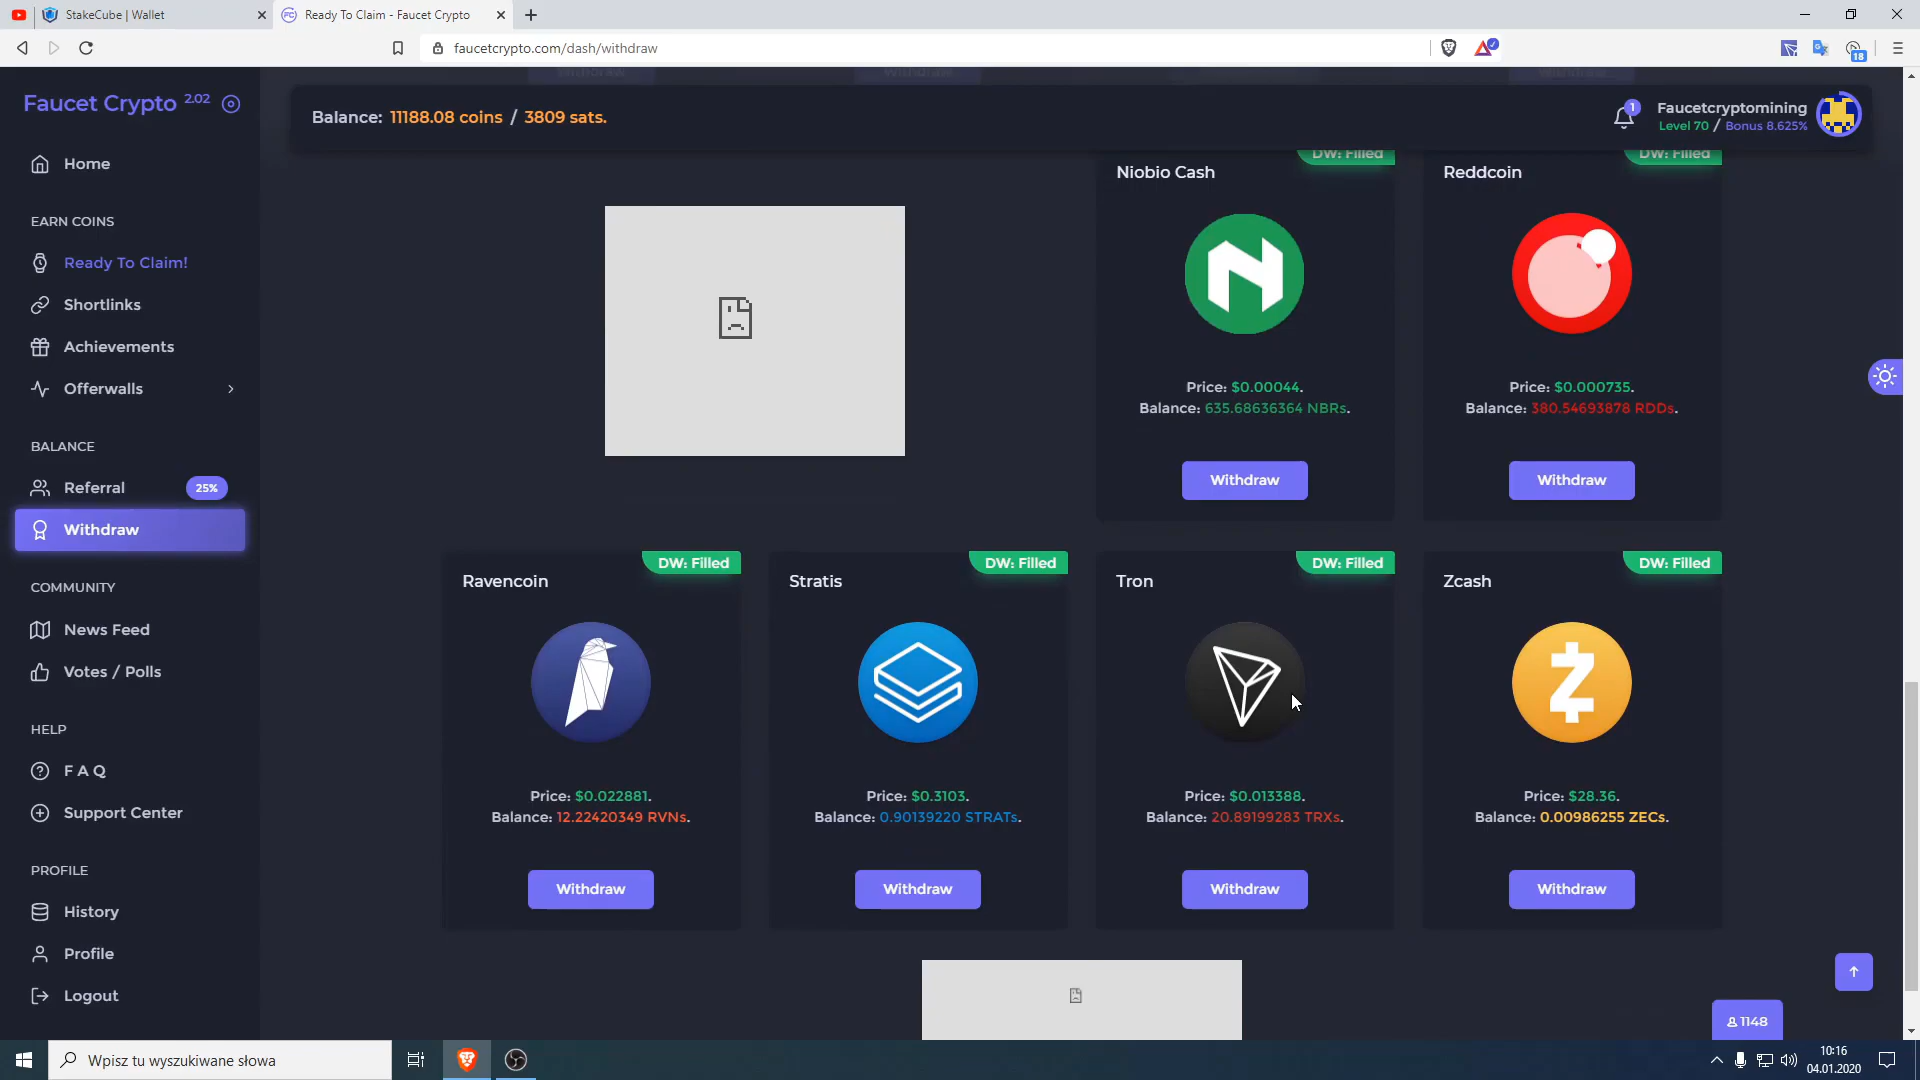 StakeCube | Wallet
Ready To Claim - Faucet Crypto
faucetcrypto.com/dash/withdraw
18
Faucet Crypto 2.02
Balance: 11188.08 coins / 3809 sats.
1
Faucetcryptomining
Level 70 / Bonus 8.625%
Home
EARN COINS
Ready To Claim!
Shortlinks
Achievements
Offerwalls
BALANCE
Referral 25%
Withdraw
COMMUNITY
News Feed
Votes / Polls
HELP
F A Q
Support Center
PROFILE
History
Profile
Logout
Withdraw
Withdraw
Withdraw
DW: Filled
Niobio Cash
Price: $0.00044.
Balance: 635.68636364 NBRs.
Withdraw
DW: Filled
Reddcoin
Price: $0.000735.
Balance: 380.54693878 RDDs.
Withdraw
DW: Filled
Ravencoin
Price: $0.022881.
Balance: 12.22420349 RVNs.
Withdraw
DW: Filled
Stratis
Price: $0.3103.
Balance: 0.90139220 STRATs.
Withdraw
DW: Filled
Tron
Price: $0.013388.
Balance: 20.89199283 TRXs.
Withdraw
DW: Filled
Zcash
Price: $28.36.
Balance: 0.00986255 ZECs.
Withdraw
1148
Wpisz tu wyszukiwane słowa
10:16
04.01.2020